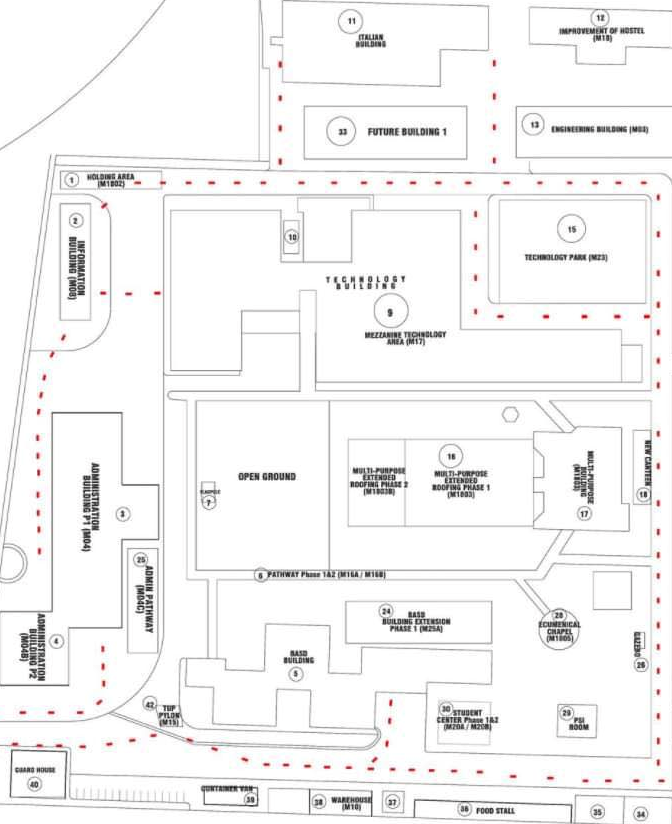 11
ITALIAN
BUILDING
12
IMPROVEMENT OF HOSTEL
(M18)
33
FUTURE BUILDING 1
13
ENGINEERING BUILDING (M03)
1
HOLDING AREA
(M1802)
2
INFORMATION
BUILDING (M08)
10
15
TECHNOLOGY PARK (M23)
TECHNOLOGY
BUILDING
9
MEZZANINE TECHNOLOGY
AREA (M17)
OPEN GROUND
7
MULTI-PURPOSE
EXTENDED
ROOFING PHASE 2
(M1803B)
16
MULTI-PURPOSE
EXTENDED
ROOFING PHASE 1
(M1803)
MULTI-PURPOSE
BUILDING
(M1803)
17
NEW CANTEEN
18
ADMINISTRATION
BUILDING P1 (M04)
3
25
ADMIN PATHWAY
(M04C)
6
PATHWAY Phase 1&2 (M16A / M16B)
ADMINISTRATION
BUILDING P2
(M04B)
4
24
BASD
BUILDING EXTENSION
PHASE 1 (M25A)
28
ECUMENICAL
CHAPEL
(M1805)
GAZEBO
26
BASD
BUILDING
5
42
TUP
PYLON
(M15)
30
STUDENT
CENTER Phase 1&2
(M20A / M20B)
29
PSI
ROOM
GUARD HOUSE
40
CONTAINER VAN
39
38
WAREHOUSE
(M10)
37
36
FOOD STALL
35
34